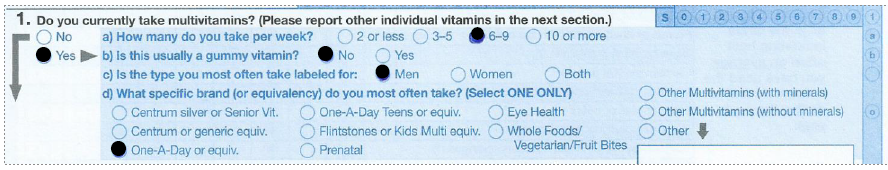 1. Do you currently take multivitamins? (Please report other individual vitamins in the next section.) S 0 1 2 3 4 5 6 7 8 9 1
No a) How many do you take per week? 2 or less 3–5 6–9 10 or more a
Yes b) Is this usually a gummy vitamin? No Yes b
c) Is the type you most often take labeled for: Men Women Both
d) What specific brand (or equivalency) do you most often take? (Select ONE ONLY) Other Multivitamins (with minerals)
Centrum silver or Senior Vit. One-A-Day Teens or equiv. Eye Health Other Multivitamins (without minerals)
Centrum or generic equiv. Flintstones or Kids Multi equiv. Whole Foods/ Other
Vegetarian/Fruit Bites
One-A-Day or equiv. Prenatal